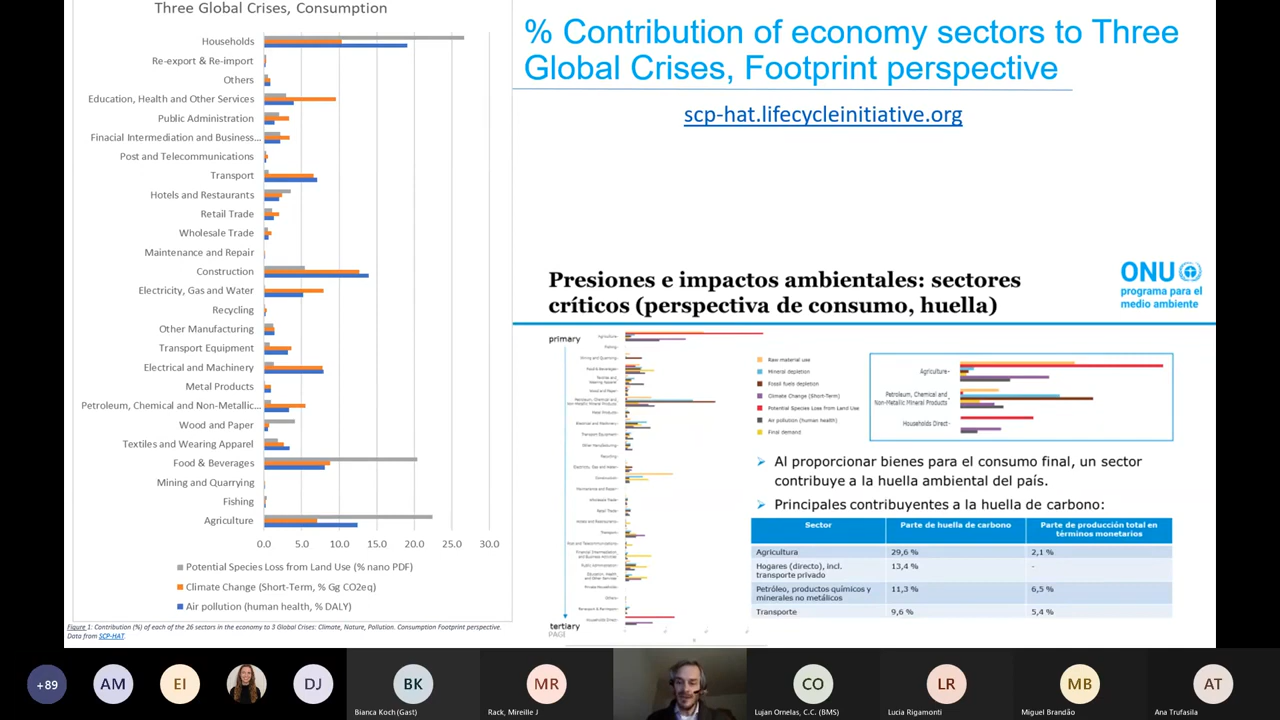 Three Global Crises, Consumption
Households
Re-export & Re-import
Others
Education, Health and Other Services
Public Administration
Finacial Intermediation and Business...
Post and Telecommunications
Transport
Hotels and Restaurants
Retail Trade
Wholesale Trade
Maintenance and Repair
Construction
Electricity, Gas and Water
Recycling
Other Manufacturing
Transport Equipment
Electrical and Machinery
Metal Products
Petroleum, Chemical and Non-Metallic...
Wood and Paper
Textiles and Wearing Apparel
Food & Beverages
Mining and Quarrying
Fishing
Agriculture
0.0 5.0 10.0 15.0 20.0 25.0 30.0
Potential Species Loss from Land Use (% nano PDF)
Climate Change (Short-Term, % Gg CO2eq)
Air pollution (human health, % DALY)
Figure 1: Contribution (%) of each of the 26 sectors in the economy to 3 Global Crises: Climate, Nature, Pollution. Consumption Footprint perspective.
Data from SCP-HAT.
% Contribution of economy sectors to Three
Global Crises, Footprint perspective
scp-hat.lifecycleinitiative.org
Presiones e impactos ambientales: sectores
críticos (perspectiva de consumo, huella)
ONU
programa para el
medio ambiente
primary
Agriculture
Fishing
Mining and Quarrying
Food & Beverages
Textile and
Wearing Apparel
Wood and Paper
Petroleum, Chemical and
Non-Metallic Mineral Products
Metal Products
Electrical and Machinery
Transport Equipment
Other Manufacturing
Recycling
Electricity, Gas and Water
Construction
Maintenance and Repair
Wholesale Trade
Retail Trade
Hotels and Restaurants
Transport
Post and Telecommunications
Financial Intermediation,
and Business Activities
Public Administration
Education, Health,
and Other Services
Private Households
Others
Re-export & Re-import
Households Direct
tertiary
PAGE
Raw material use
Mineral depletion
Fossil fuels depletion
Climate Change (Short-Term)
Potential Species Loss from Land Use
Air pollution (human health)
Final demand
Agriculture
Petroleum, Chemical and
Non-Metallic Mineral Products
Households Direct
Al proporcionar bienes para el consumo final, un sector
contribuye a la huella ambiental del país.
Principales contribuyentes a la huella de carbono:
Sector Parte de huella de carbono Parte de producción total en
términos monetarios
Agricultura 29,6 % 2,1 %
Hogares (directo), incl. 13,4 % -
transporte privado
Petróleo, productos químicos y 11,3 % 6,5 %
minerales no metálicos
Transporte 9,6 % 5,4 %
+89 AM EI DJ BK MR CO LR MB AT
Bianca Koch (Gast) Rack, Mireille J Lujan Ornelas, C.C. (BMS) Lucia Rigamonti Miguel Brandão Ana Trufasila